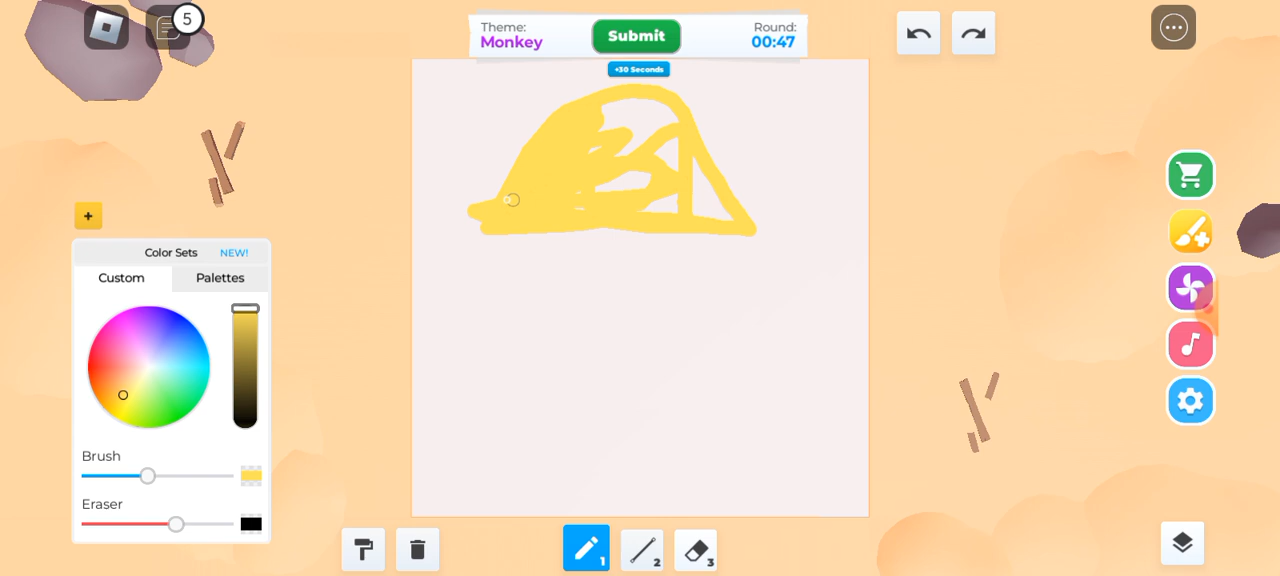 5
Theme:
Monkey
Submit
Round:
00:47
+30 Seconds
+
Color Sets NEW!
Custom Palettes
Brush
Eraser
1
2
3